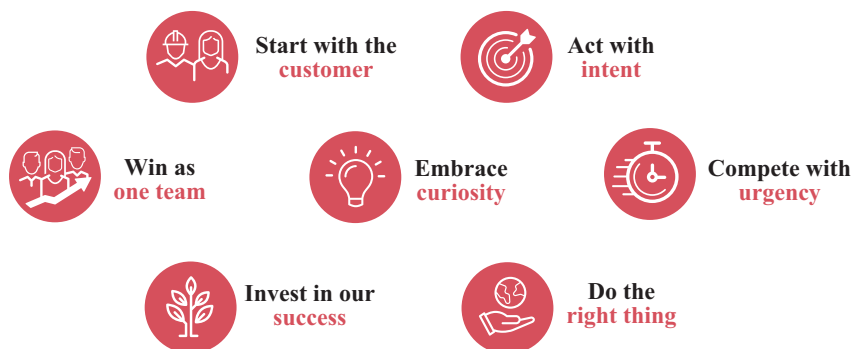 Start with the
customer
Act with
intent
Win as
one team
Embrace
curiosity
Compete with
urgency
Invest in our
success
Do the
right thing